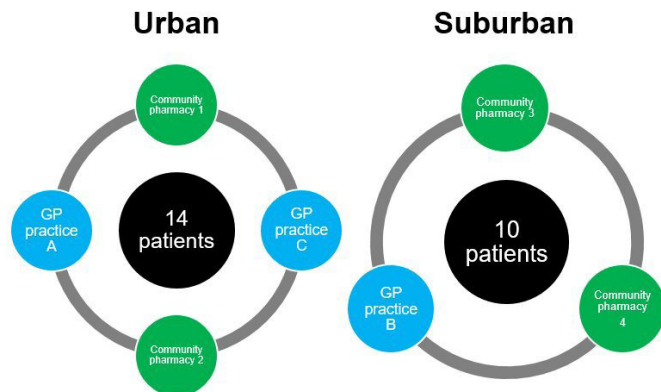 Urban
Community
pharmacy 1
GP
practice
A
14
patients
GP
practice
C
Community
pharmacy 2
Suburban
Community
pharmacy 3
10
patients
GP
practice
B
Community
pharmacy
4